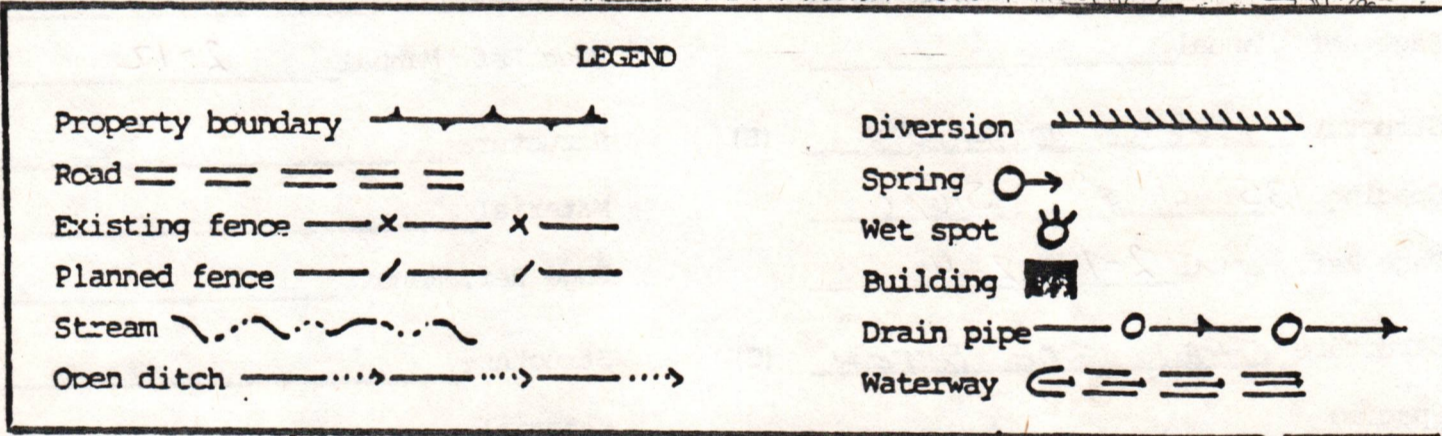 LEGEND
Property boundary
Road
Existing fence
Planned fence
Stream
Open ditch
Diversion
Spring
Wet spot
Building
Drain pipe
Waterway